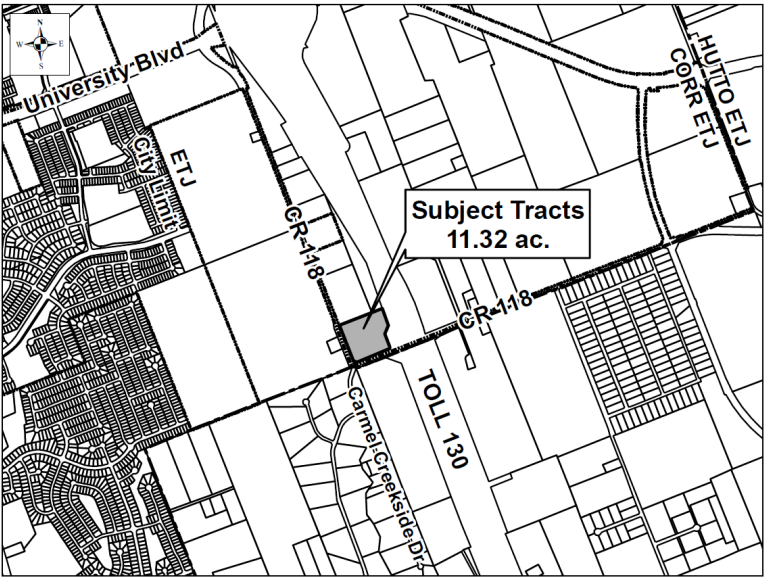 N
W E
S
University Blvd
HUTTO ETJ
CORR ETJ
ETJ
City Limit
CR 118
Subject Tracts
11.32 ac.
CR 118
TOLL 130
Carmel Creekside Dr.